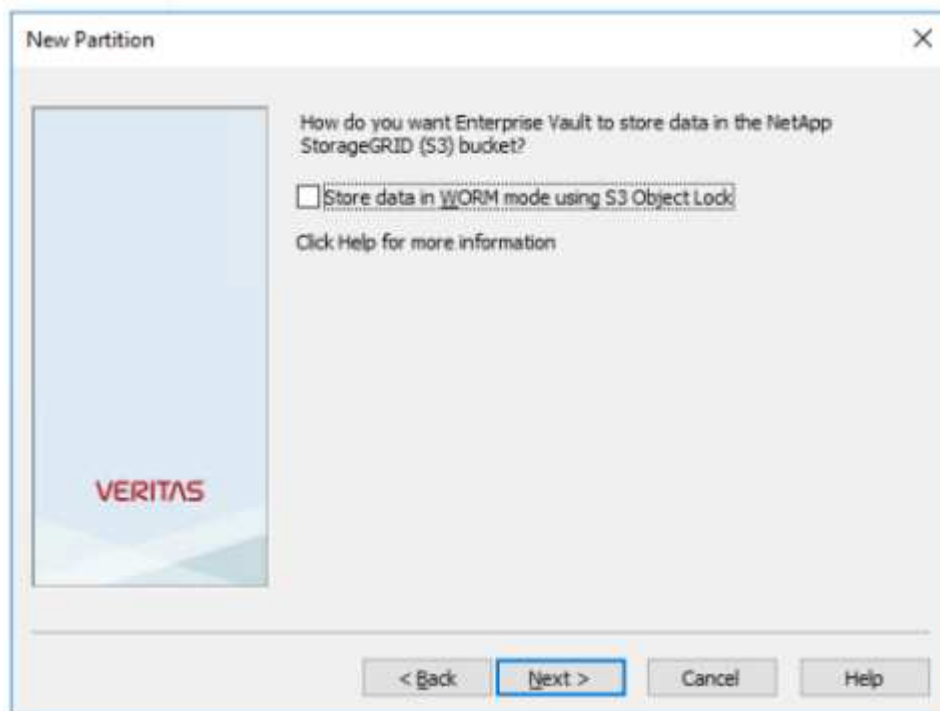 New Partition
How do you want Enterprise Vault to store data in the NetApp
StorageGRID (S3) bucket?
Store data in WORM mode using S3 Object Lock
Click Help for more information
VERITAS
< Back
Next >
Cancel
Help